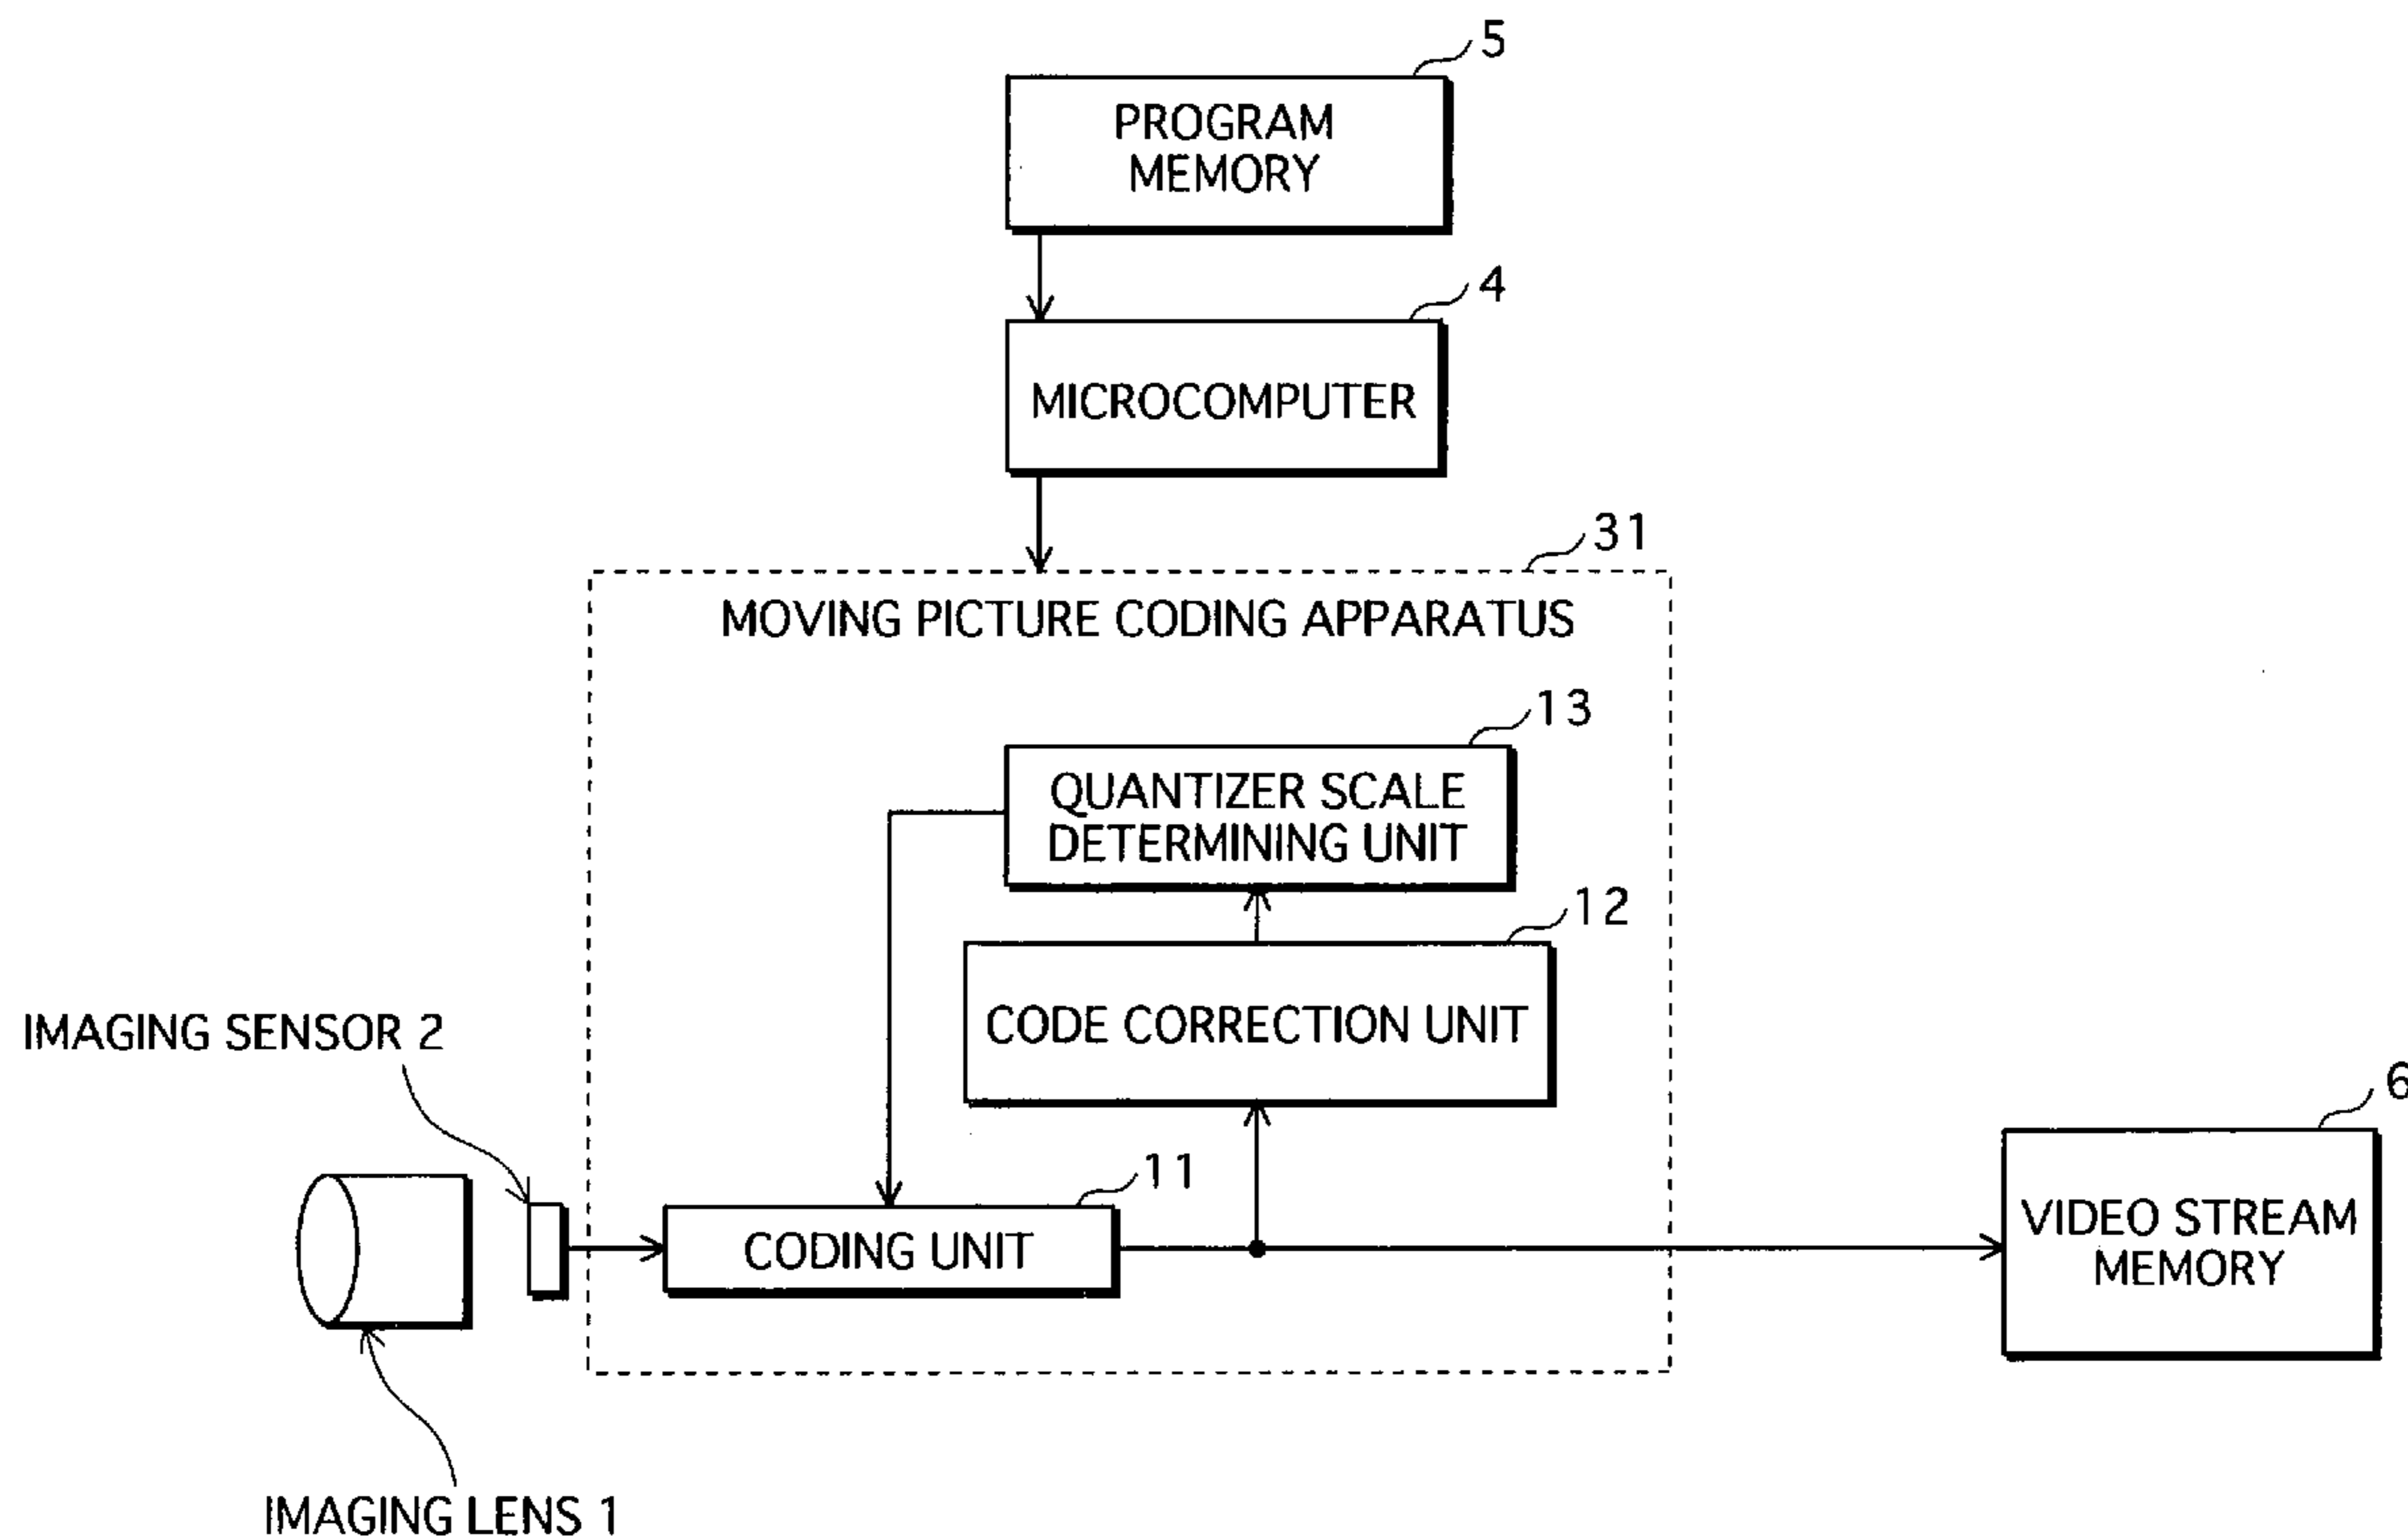 5
PROGRAM
MEMORY
4
MICROCOMPUTER
31
MOVING PICTURE CODING APPARATUS
13
QUANTIZER SCALE
DETERMINING UNIT
12
CODE CORRECTION UNIT
IMAGING SENSOR 2
6
11
CODING UNIT
VIDEO STREAM
MEMORY
IMAGING LENS 1